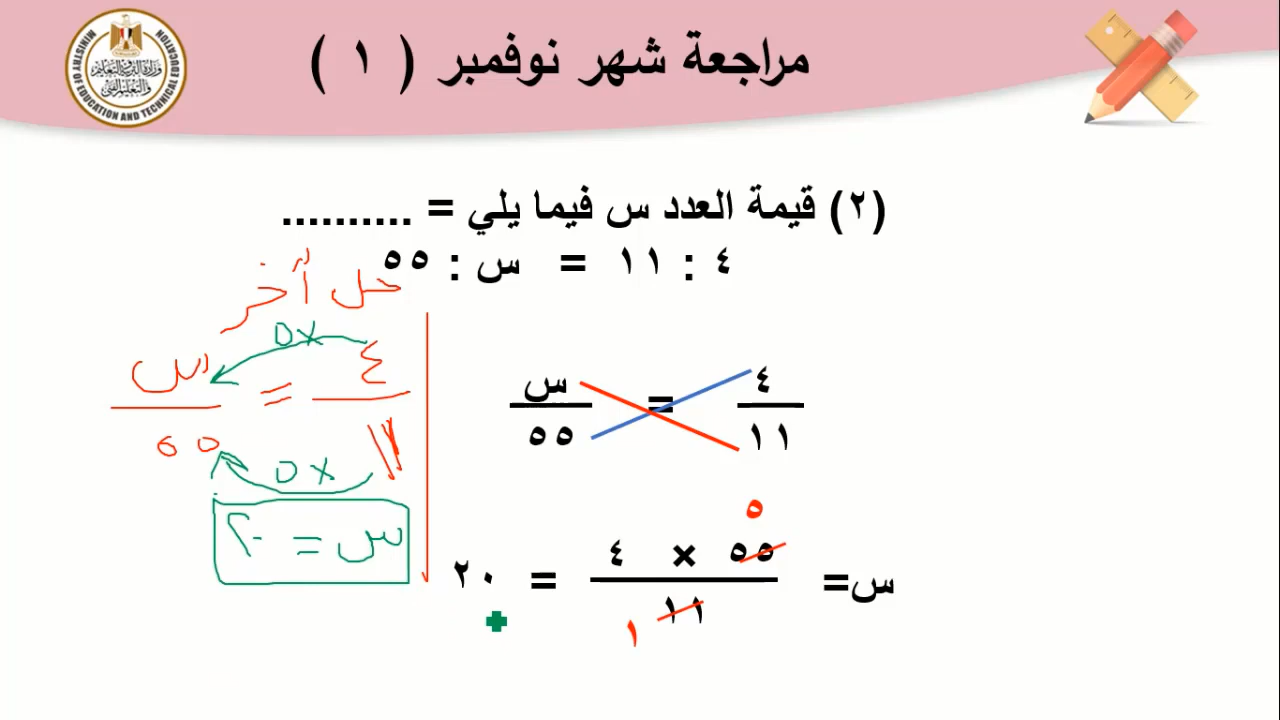 مراجعة شهر نوفمبر ( ١ )
MINISTRY OF EDUCATION AND TECHNICAL EDUCATION
وزارة التربية والتعليم
والتعليم الفني
(٢) قيمة العدد س فيما يلي = ..........
٤ : ١١ = س : ٥٥
٤ = س
١١ ٥٥
٥
س= ٥٥ × ٤ = ٢٠
١١
١
حل أخر
×٥
٤ = س
١١ ٥٥
×٥
س = ٢٠